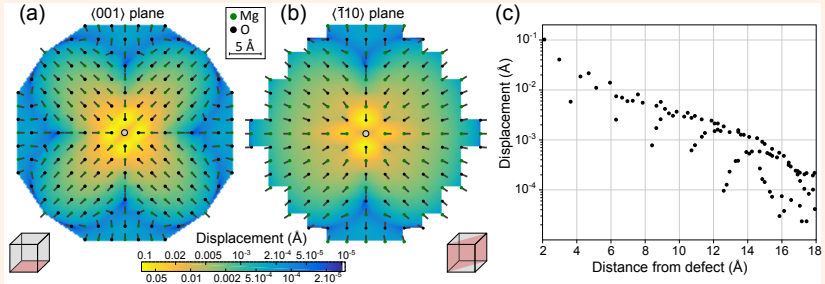 (a) ⟨001⟩ plane
Mg
O
5 Å
(b) ⟨1̄10⟩ plane
(c)
Displacement (Å)
0.1 0.02 0.005 10⁻³ 2.10⁻⁴ 5.10⁻⁵ 10⁻⁵
0.05 0.01 0.002 5.10⁻⁴ 10⁻⁴ 2.10⁻⁵
Displacement (Å)
10⁻¹
10⁻²
10⁻³
10⁻⁴
2 4 6 8 10 12 14 16 18
Distance from defect (Å)